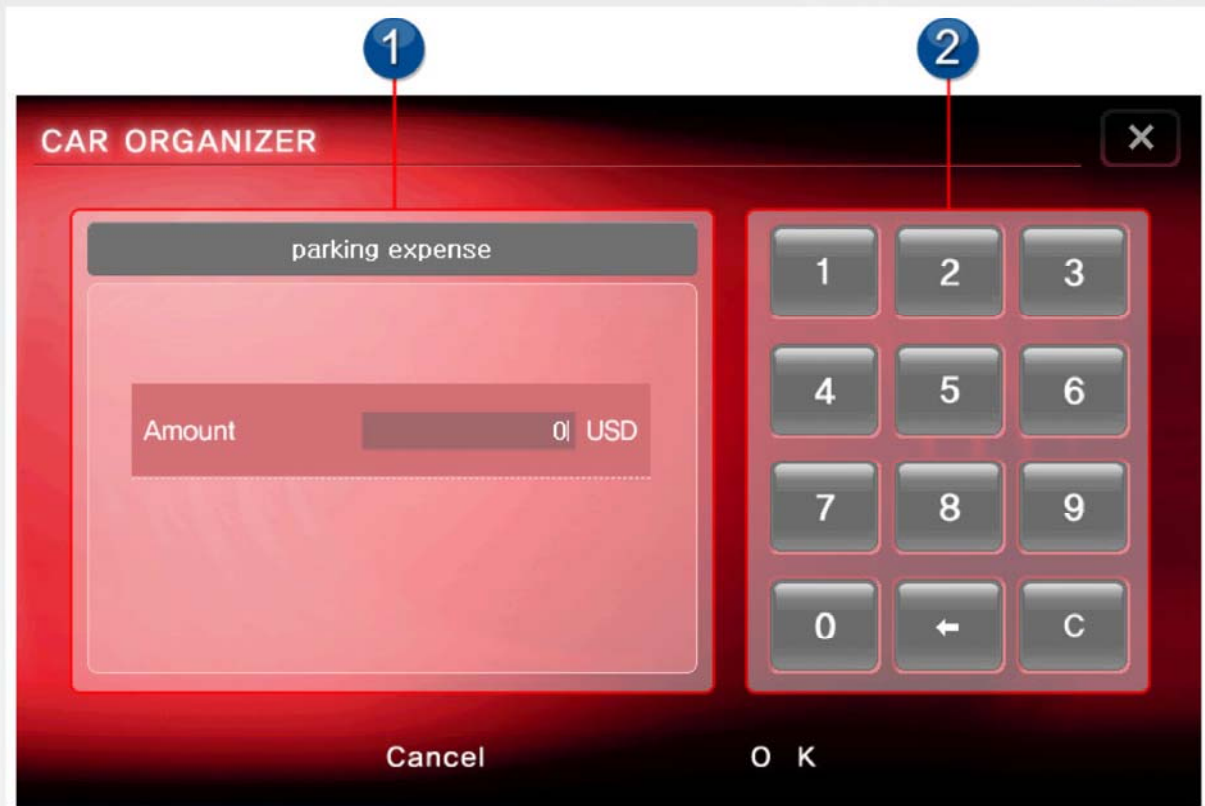 1 2
CAR ORGANIZER ×
parking expense
Amount 0 USD
1 2 3
4 5 6
7 8 9
0 ← C
Cancel O K